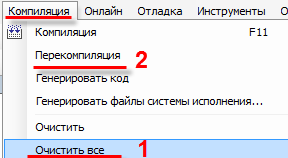 Компиляция Онлайн Отладка Инструменты О
Компиляция F11
Перекомпиляция
2
Генерировать код
Генерировать файлы системы исполнения...
Очистить
Очистить все 1